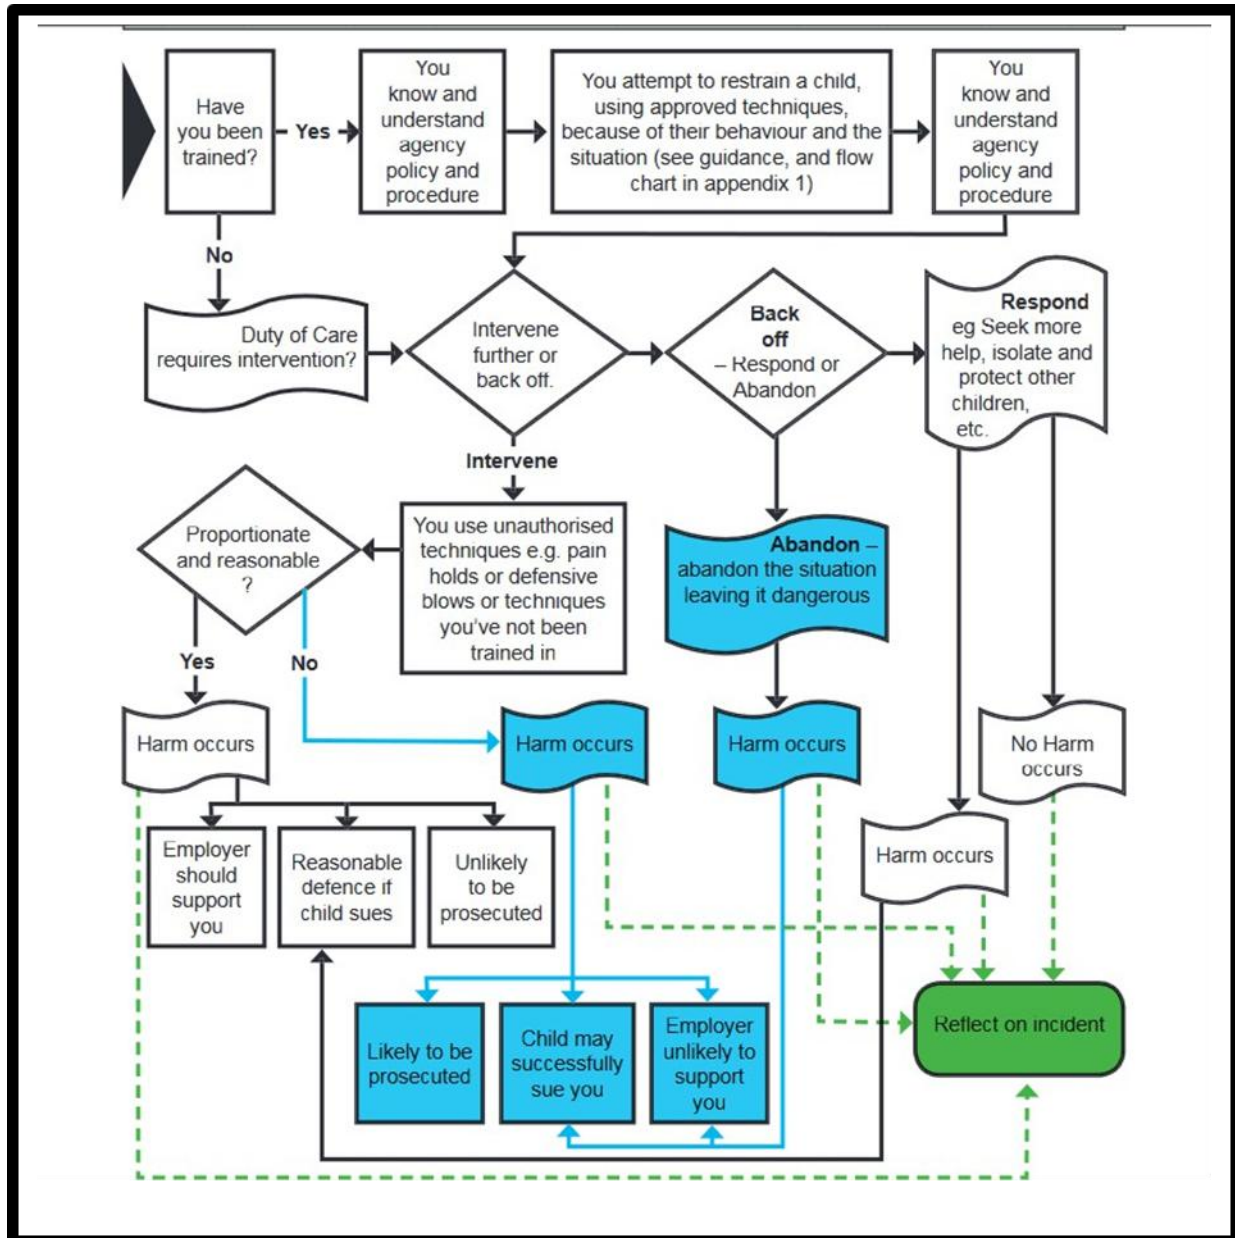 Have
you been
trained?
Yes
You
know and
understand
agency
policy and
procedure
You attempt to restrain a child,
using approved techniques,
because of their behaviour and the
situation (see guidance, and flow
chart in appendix 1)
You
know and
understand
agency
policy and
procedure
No
Duty of Care
requires intervention?
Intervene
further or
back off.
Back
off
– Respond or
Abandon
Respond
eg Seek more
help, isolate and
protect other
children,
etc.
Intervene
Proportionate
and reasonable
?
You use unauthorised
techniques e.g. pain
holds or defensive
blows or techniques
you've not been
trained in
Abandon –
abandon the situation
leaving it dangerous
Yes
No
Harm occurs
Harm occurs
Harm occurs
No Harm
occurs
Harm occurs
Employer
should
support
you
Reasonable
defence if
child sues
Unlikely
to be
prosecuted
Likely to be
prosecuted
Child may
successfully
sue you
Employer
unlikely to
support
you
Reflect on incident